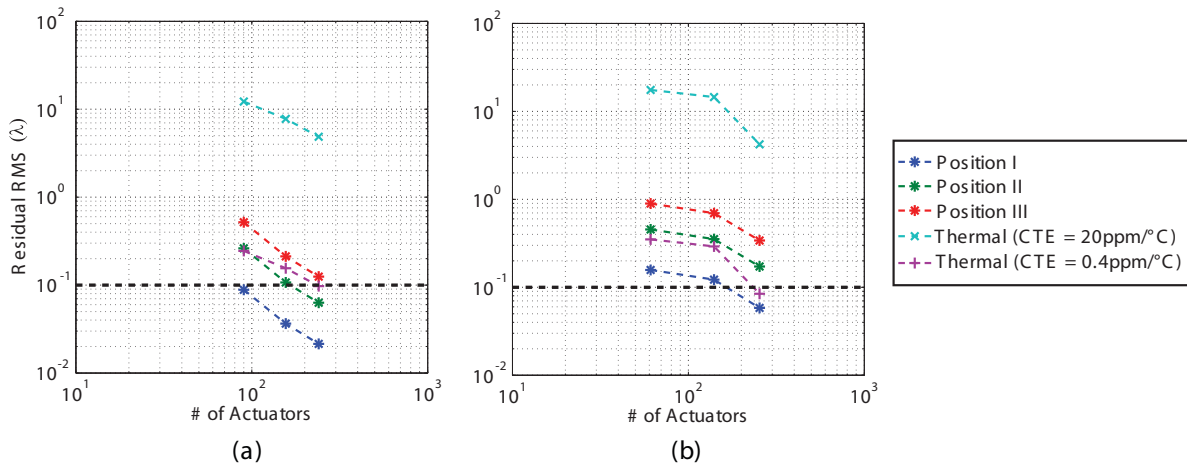 Residual RMS (λ)
10^2
10^1
10^0
10^-1
10^-2
10^1
10^2
10^3
# of Actuators
(a)
10^2
10^1
10^0
10^-1
10^-2
10^1
10^2
10^3
# of Actuators
(b)
Position I
Position II
Position III
Thermal (CTE = 20ppm/°C)
Thermal (CTE = 0.4ppm/°C)